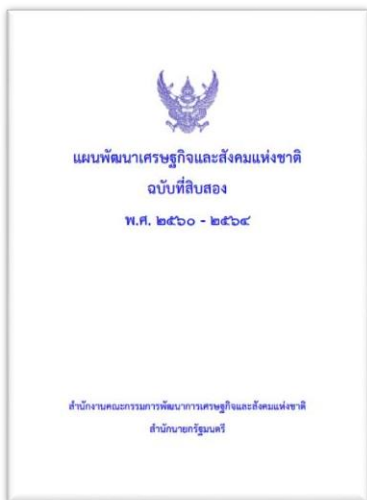 แผนพัฒนาเศรษฐกิจและสังคมแห่งชาติ
ฉบับที่สิบสอง
พ.ศ. ๒๕๖๐ - ๒๕๖๔
สำนักงานคณะกรรมการพัฒนาการเศรษฐกิจและสังคมแห่งชาติ
สำนักนายกรัฐมนตรี